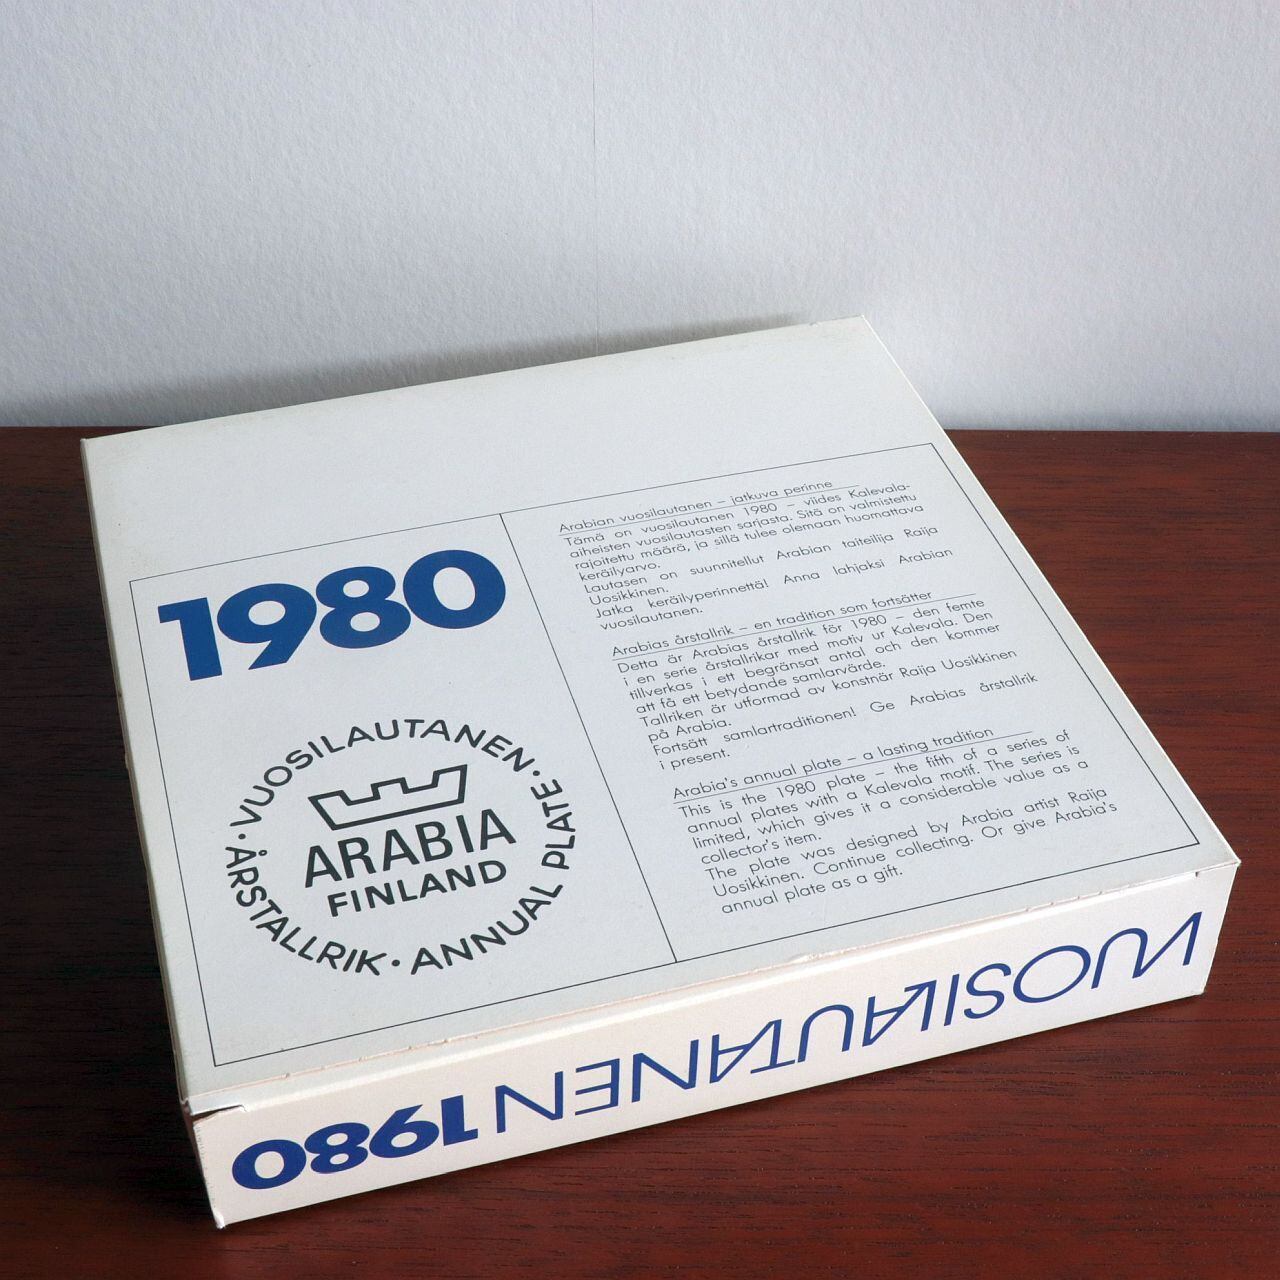 1980
VUOSILAUTANEN · ÅRSTALLRIK · ANNUAL PLATE ·
ARABIA
FINLAND
Arabian vuosilautanen – jatkuva perinne
Tämä on vuosilautanen 1980 – viides Kalevala-
aiheisten vuosilautasten sarjasta. Sitä on valmistettu
rajoitettu määrä, ja sillä tulee olemaan huomattava
keräilyarvo.
Lautasen on suunnitellut Arabian taiteilija Raija
Uosikkinen.
Jatka keräilyperinnettä! Anna lahjaksi Arabian
vuosilautanen.
Arabias årstallrik – en tradition som fortsätter
Detta är Arabias årstallrik för 1980 – den femte
i en serie årstallrikar med motiv ur Kalevala. Den
tillverkas i ett begränsat antal och den kommer
att få ett betydande samlarvärde.
Tallriken är utformad av konstnär Raija Uosikkinen
på Arabia.
Fortsätt samlartraditionen! Ge Arabias årstallrik
i present.
Arabia's annual plate – a lasting tradition
This is the 1980 plate – the fifth of a series of
annual plates with a Kalevala motif. The series is
limited, which gives it a considerable value as a
collector's item.
The plate was designed by Arabia artist Raija
Uosikkinen. Continue collecting. Or give Arabia's
annual plate as a gift.
VUOSILAUTANEN 1980